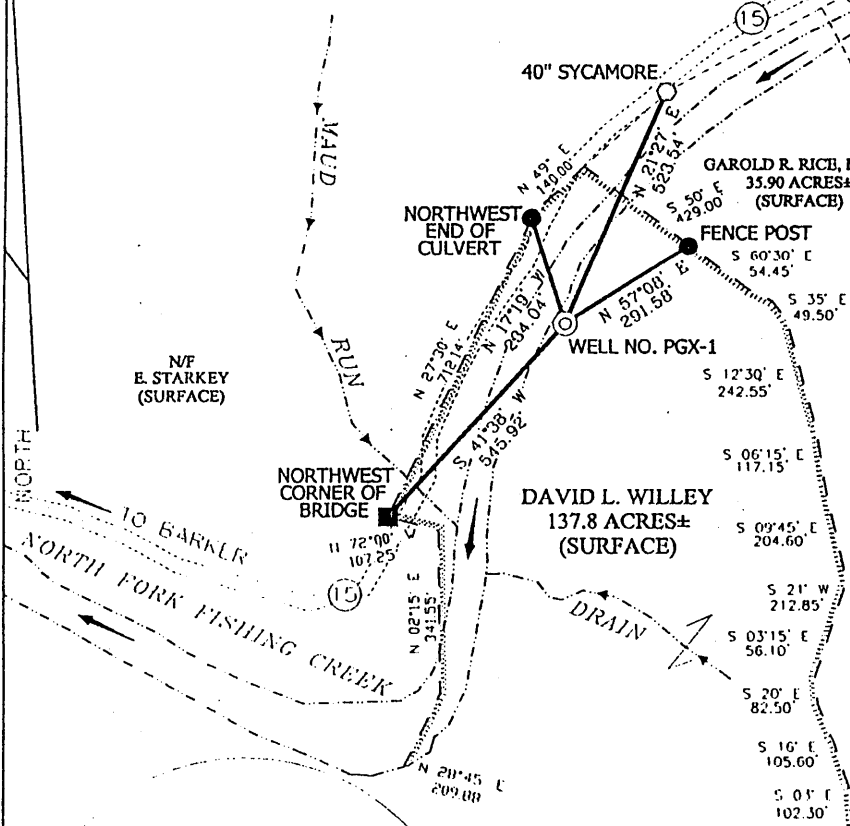 15
40" SYCAMORE
MAUD
RUN
N 49° E
140.00'
N 21°27' E
523.54'
GAROLD R. RICE,
35.90 ACRES±
(SURFACE)
S 50° E
429.00'
NORTHWEST
END OF
CULVERT
FENCE POST
S 60°30' E
54.45'
N 17°19' W
234.04'
N 57°08' E
291.58'
S 35° E
49.50'
N 27°30' E
712.14'
WELL NO. PGX-1
N/F
E. STARKEY
(SURFACE)
S 12°30' E
242.55'
S 41°38' W
545.92'
NORTH
S 06°15' E
117.15'
NORTHWEST
CORNER OF
BRIDGE
DAVID L. WILLEY
137.8 ACRES±
(SURFACE)
TO BARKER
S 09°45' E
204.60'
72°00'
107.25
NORTH FORK FISHING CREEK
15
N 02°15' E
341.55'
DRAIN
S 21° W
212.85'
S 03°15' E
56.10'
S 20° E
82.50'
N 28°45' E
209.88
S 16° E
105.60'
S 03° E
102.30'